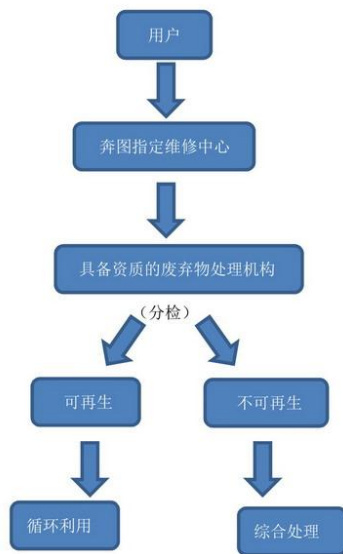 用户
奔图指定维修中心
具备资质的废弃物处理机构
（分检）
可再生
不可再生
循环利用
综合处理